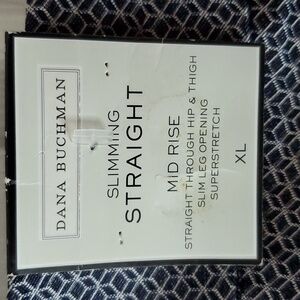 DANA BUCHMAN
SLIMMING
STRAIGHT
MID RISE
STRAIGHT THROUGH HIP & THIGH
SLIM LEG OPENING
SUPERSTRETCH
XL